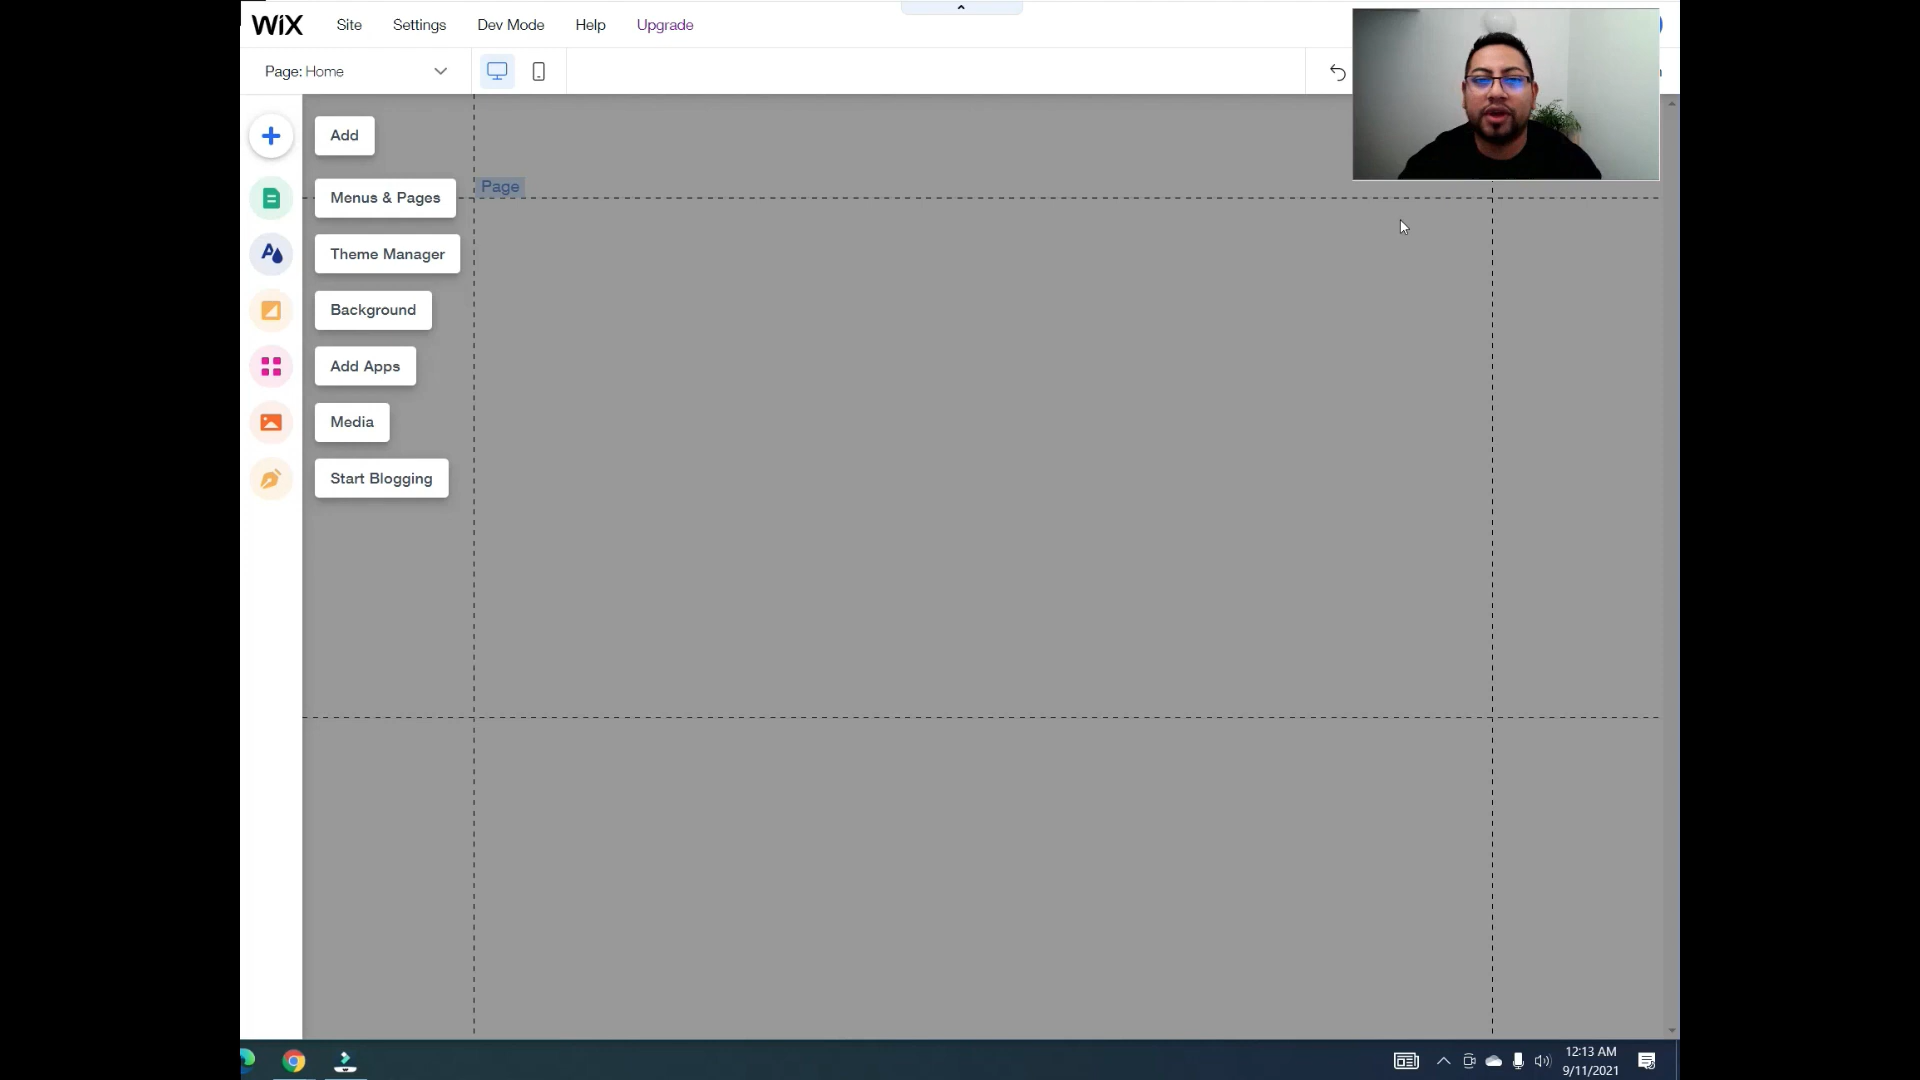 WiX Site Settings Dev Mode Help Upgrade
Page: Home
Add
Page
Menus & Pages
Theme Manager
Background
Add Apps
Media
Start Blogging
12:13 AM
9/11/2021